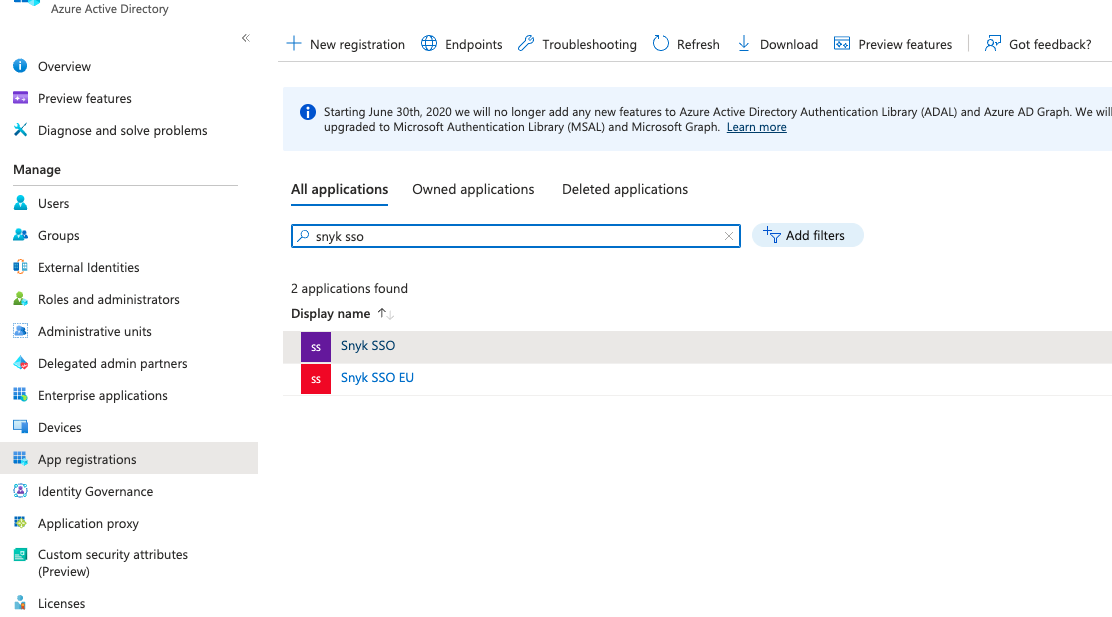 Azure Active Directory
«
Overview
Preview features
Diagnose and solve problems
Manage
Users
Groups
External Identities
Roles and administrators
Administrative units
Delegated admin partners
Enterprise applications
Devices
App registrations
Identity Governance
Application proxy
Custom security attributes
(Preview)
Licenses
New registration Endpoints Troubleshooting Refresh Download Preview features Got feedback?
Starting June 30th, 2020 we will no longer add any new features to Azure Active Directory Authentication Library (ADAL) and Azure AD Graph. We will
upgraded to Microsoft Authentication Library (MSAL) and Microsoft Graph. Learn more
All applications Owned applications Deleted applications
snyk sso
Add filters
2 applications found
Display name
SS Snyk SSO
SS Snyk SSO EU